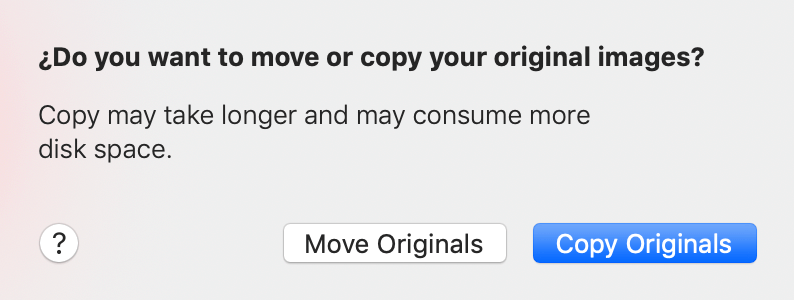 ¿Do you want to move or copy your original images?
Copy may take longer and may consume more
disk space.
?
Move Originals
Copy Originals